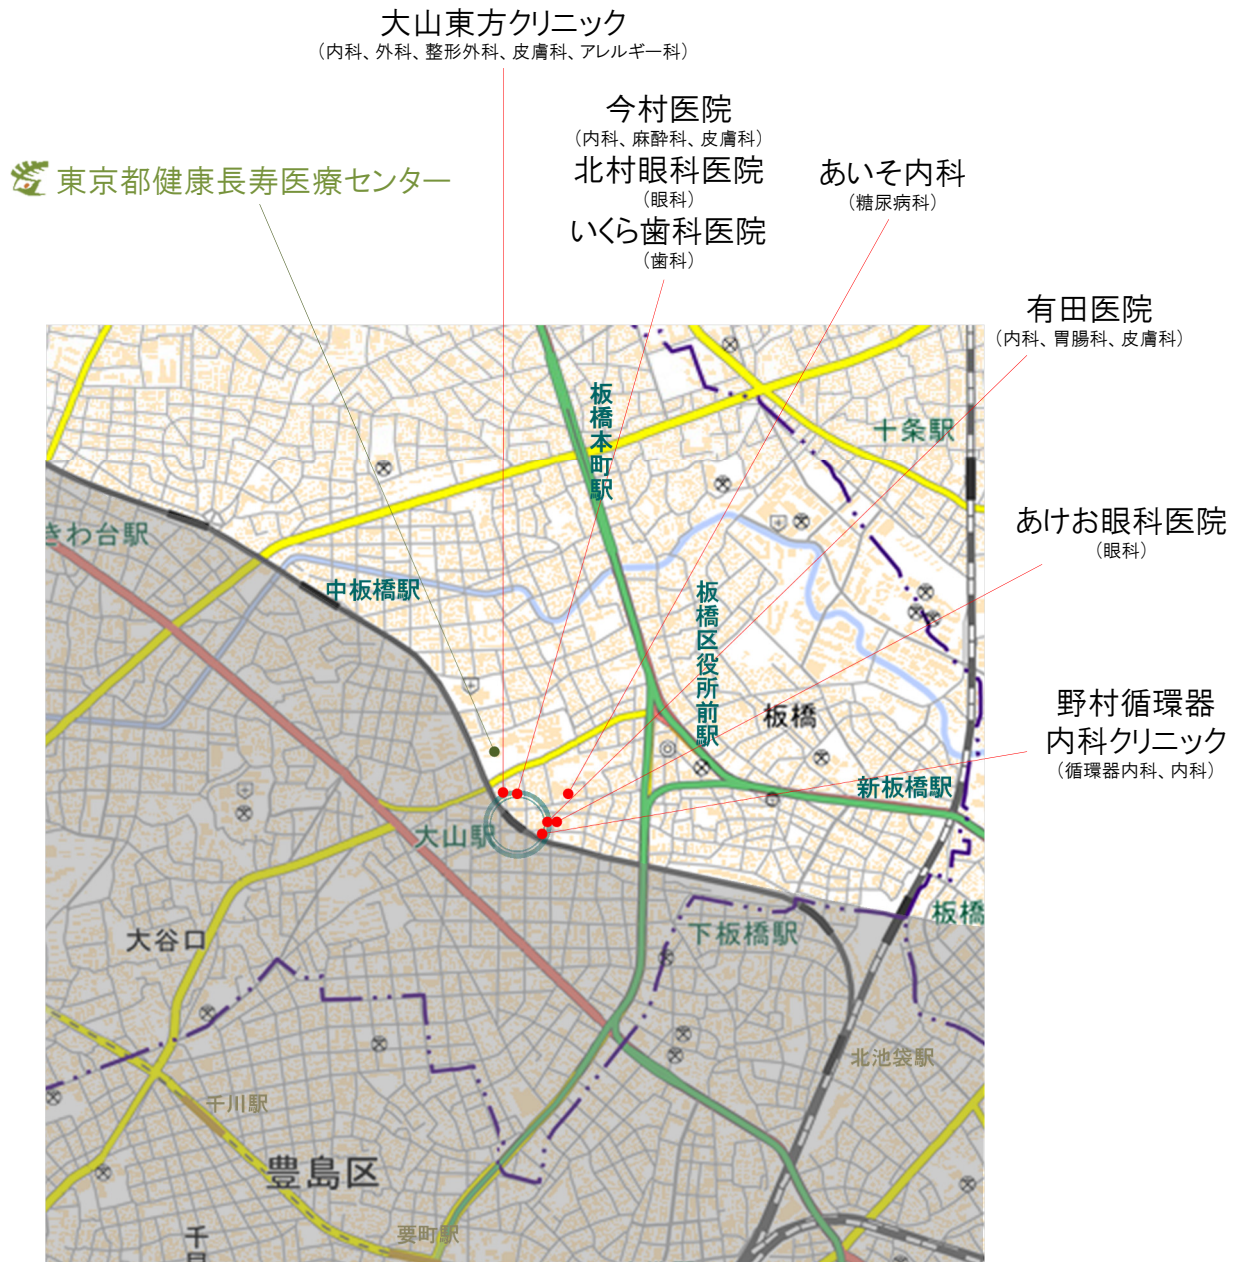 大山東方クリニック
（内科、外科、整形外科、皮膚科、アレルギー科）
今村医院
（内科、麻酔科、皮膚科）
北村眼科医院
（眼科）
いくら歯科医院
（歯科）
あいそ内科
（糖尿病科）
東京都健康長寿医療センター
有田医院
（内科、胃腸科、皮膚科）
板橋本町駅
十条駅
きわ台駅
あけお眼科医院
（眼科）
中板橋駅
板橋区役所前駅
板橋
野村循環器
内科クリニック
（循環器内科、内科）
新板橋駅
大山駅
板橋
下板橋駅
大谷口
北池袋駅
千川駅
豊島区
要町駅
千